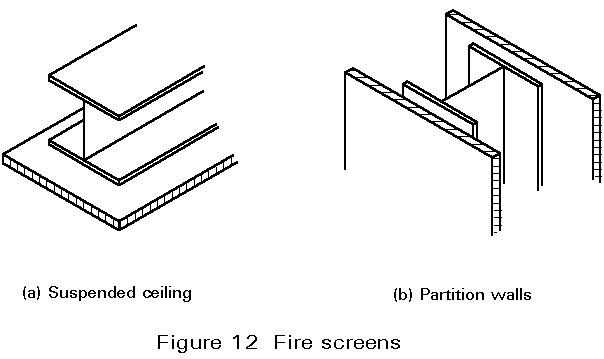 (a) Suspended ceiling
(b) Partition walls
Figure 12 Fire screens